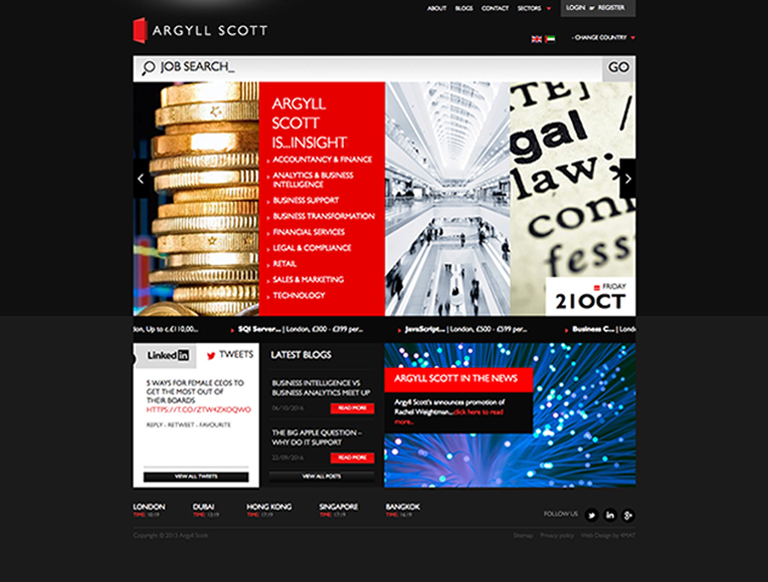 ABOUT BLOGS CONTACT SECTORS LOGIN or REGISTER
ARGYLL SCOTT
- CHANGE COUNTRY
JOB SEARCH_ GO
ARGYLL
SCOTT
IS...INSIGHT
ACCOUNTANCY & FINANCE
ANALYTICS & BUSINESS
INTELLIGENCE
BUSINESS SUPPORT
BUSINESS TRANSFORMATION
FINANCIAL SERVICES
LEGAL & COMPLIANCE
RETAIL
SALES & MARKETING
TECHNOLOGY
TE]
gal /
law;
con
fess
FRIDAY
21OCT
don, Up to c.£110,00... SQl Server... | London, £300 - £399 per... JavaScript... | London, £300 - £399 per... Business C... | Lond
LinkedIn TWEETS
5 WAYS FOR FEMALE CEOS TO
GET THE MOST OUT OF
THEIR BOARDS
REPLY - RETWEET - FAVOURITE
VIEW ALL TWEETS
LATEST BLOGS
BUSINESS INTELLIGENCE VS
BUSINESS ANALYTICS MEET UP
06/10/2016 READ MORE
THE BIG APPLE QUESTION –
WHY DO IT SUPPORT
22/09/2016 READ MORE
VIEW ALL POSTS
ARGYLL SCOTT IN THE NEWS
Argyll Scott's announces promotion of
Rachel Weightman...click here to read
more...
LONDON DUBAI HONG KONG SINGAPORE BANGKOK
TIME: 10:19 TIME: 13:19 TIME: 17:19 TIME: 17:19 TIME: 16:19
FOLLOW US
Copyright © 2013 Argyll Scott Sitemap Privacy policy Web Design by 4MAT